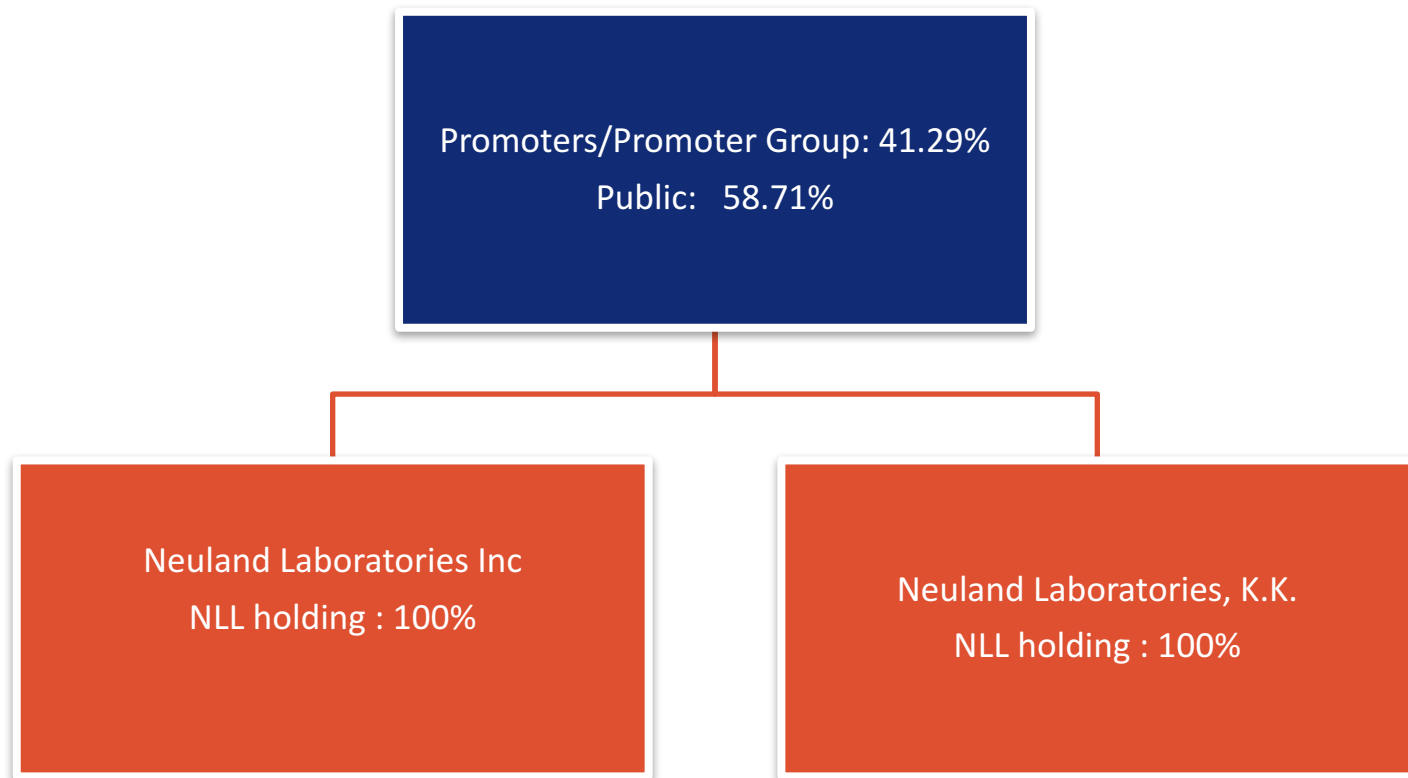 Promoters/Promoter Group: 41.29%
Public: 58.71%
Neuland Laboratories Inc
NLL holding : 100%
Neuland Laboratories, K.K.
NLL holding : 100%